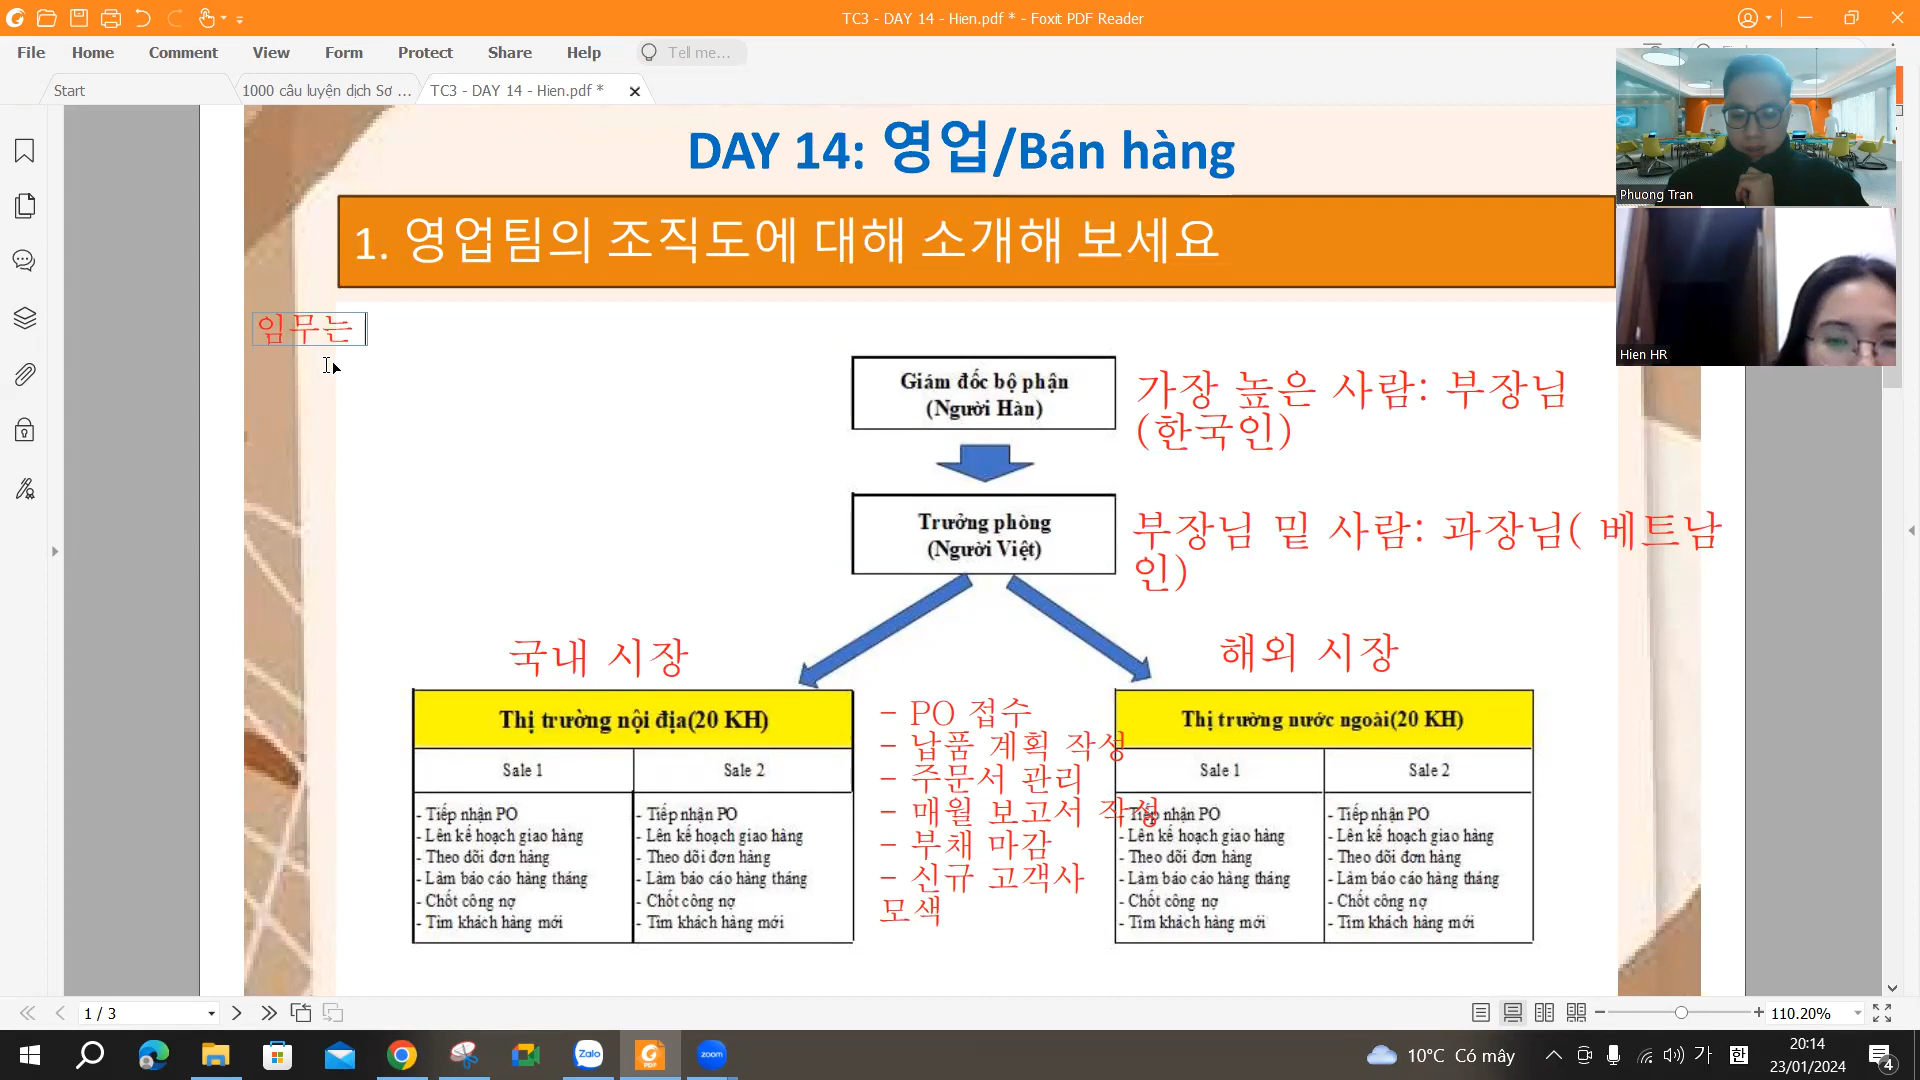 TC3 - DAY 14 - Hien.pdf * - Foxit PDF Reader
File Home Comment View Form Protect Share Help Tell me...
Start
1000 câu luyện dịch Sơ ...
TC3 - DAY 14 - Hien.pdf *
DAY 14: 영업/Bán hàng
1. 영업팀의 조직도에 대해 소개해 보세요
Phuong Tran
Hien HR
임무는
Giám đốc bộ phận
(Người Hàn)
가장 높은 사람: 부장님
(한국인)
Trưởng phòng
(Người Việt)
부장님 밑 사람: 과장님( 베트남
인)
국내 시장
해외 시장
Thị trường nội địa(20 KH)
Sale 1
Sale 2
- Tiếp nhận PO
- Lên kế hoạch giao hàng
- Theo dõi đơn hàng
- Làm báo cáo hàng tháng
- Chốt công nợ
- Tìm khách hàng mới
- Tiếp nhận PO
- Lên kế hoạch giao hàng
- Theo dõi đơn hàng
- Làm báo cáo hàng tháng
- Chốt công nợ
- Tìm khách hàng mới
- PO 접수
- 납품 계획 작성
- 주문서 관리
- 매월 보고서 작성
- 부채 마감
- 신규 고객사
모색
Thị trường nước ngoài(20 KH)
Sale 1
Sale 2
- Tiếp nhận PO
- Lên kế hoạch giao hàng
- Theo dõi đơn hàng
- Làm báo cáo hàng tháng
- Chốt công nợ
- Tìm khách hàng mới
- Tiếp nhận PO
- Lên kế hoạch giao hàng
- Theo dõi đơn hàng
- Làm báo cáo hàng tháng
- Chốt công nợ
- Tìm khách hàng mới
1 / 3
110.20%
Zalo
PDF
zoom
10°C Có mây
가
한
20:14
23/01/2024
4